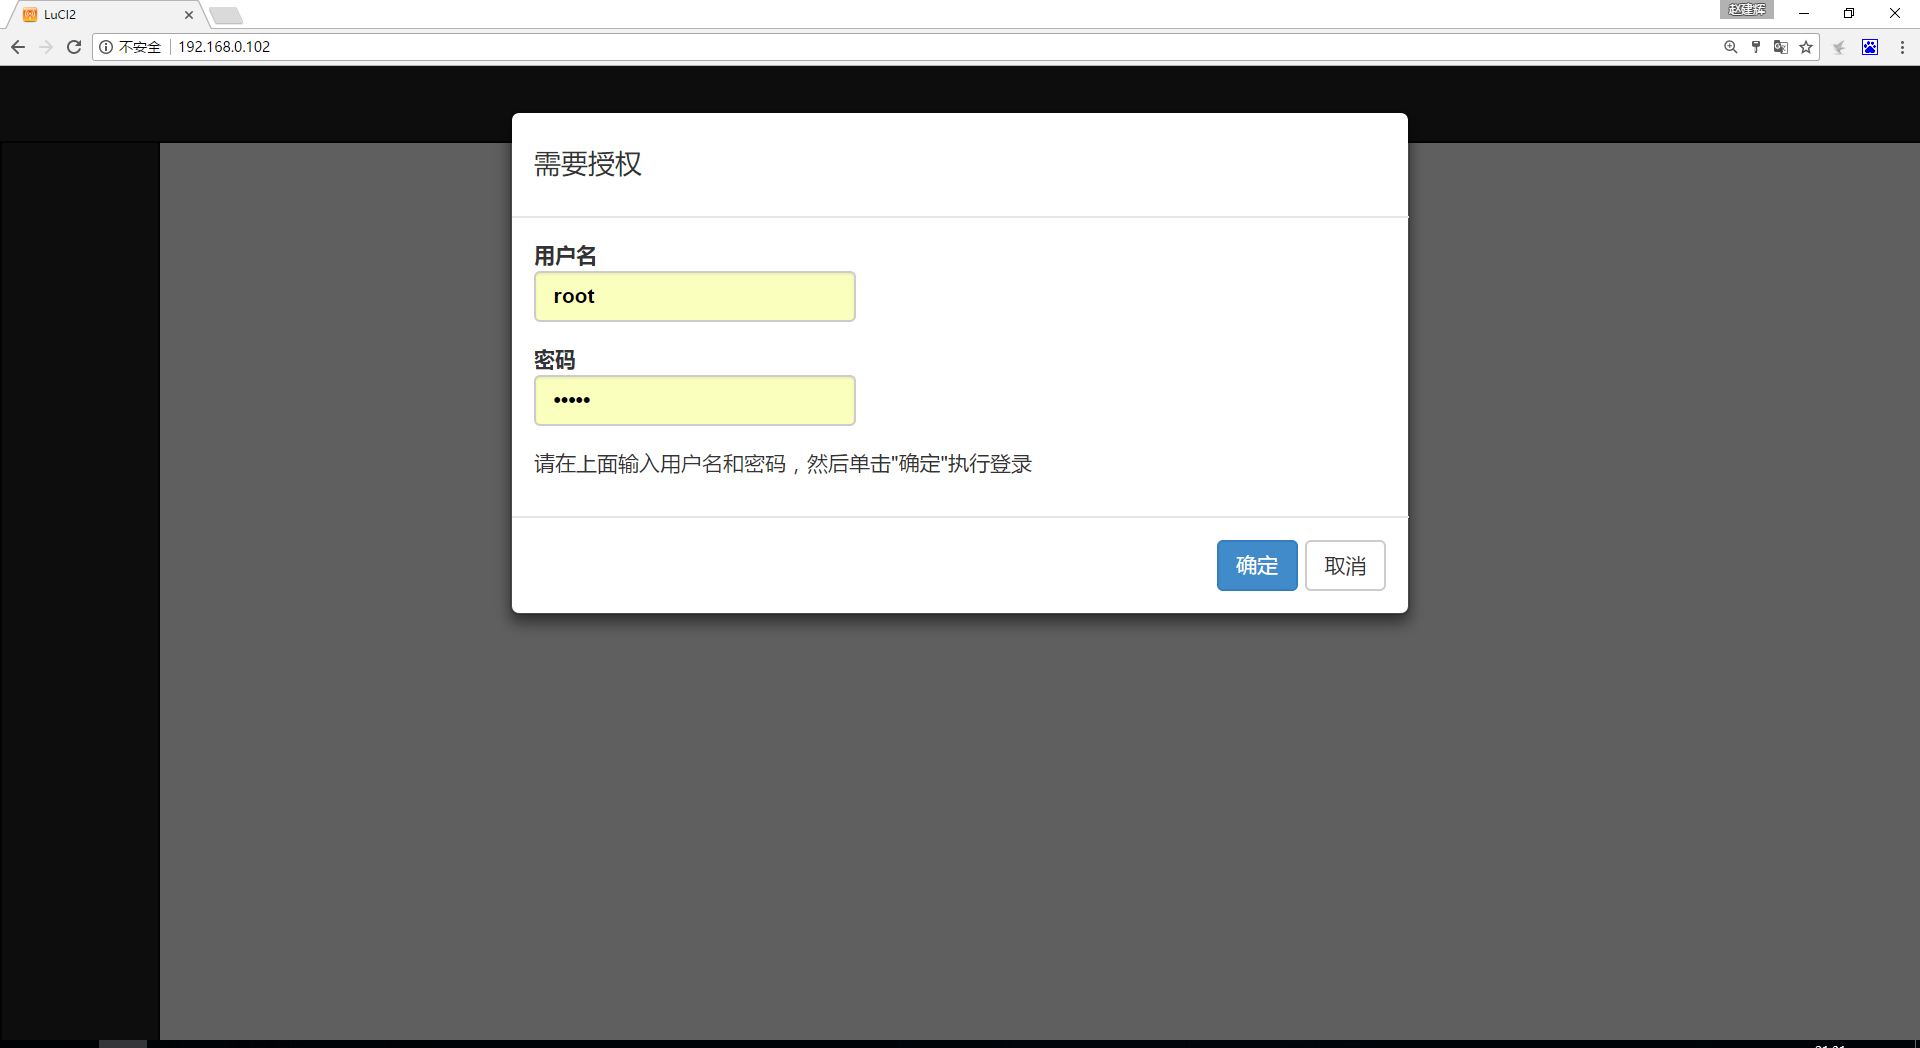 LuCI2
赵建辉
不安全 192.168.0.102
需要授权
用户名
root
密码
•••••
请在上面输入用户名和密码，然后单击"确定"执行登录
确定 取消